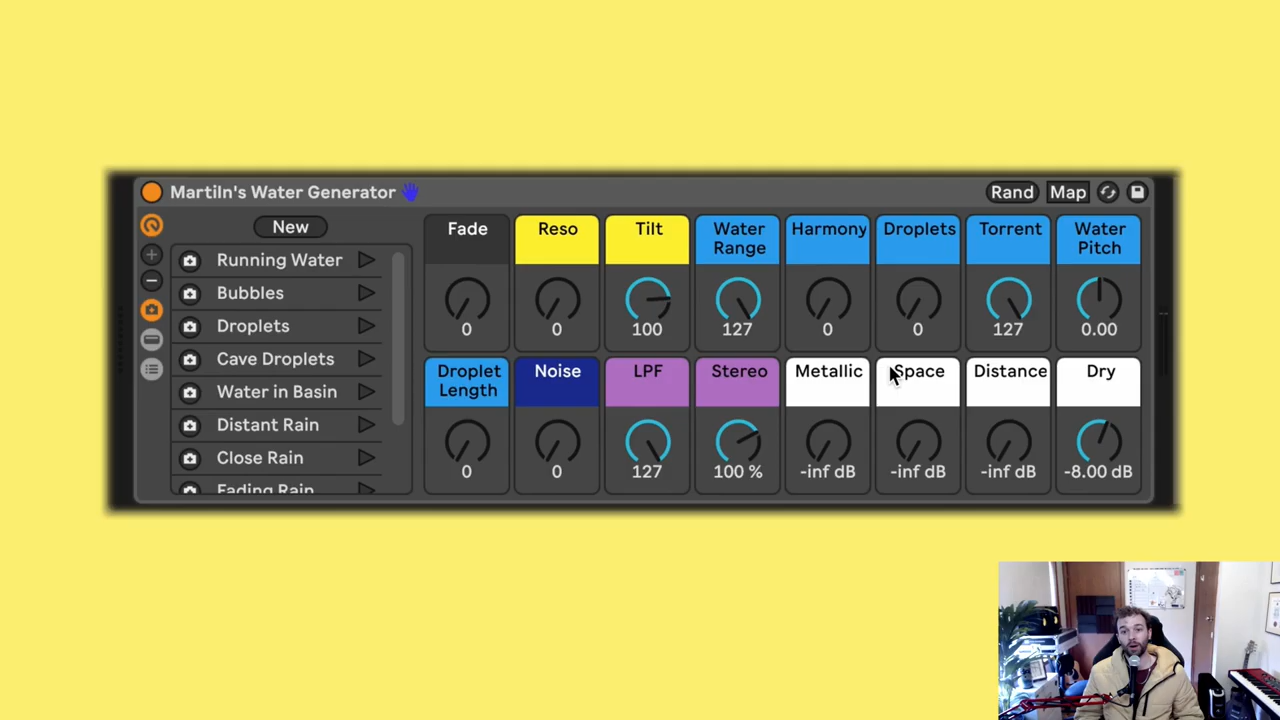 Martiln's Water Generator
Rand
Map
New
Running Water
Bubbles
Droplets
Cave Droplets
Water in Basin
Distant Rain
Close Rain
Fading Rain
Fade
Reso
Tilt
Water
Range
Harmony
Droplets
Torrent
Water
Pitch
0
0
100
127
0
0
127
0.00
Droplet
Length
Noise
LPF
Stereo
Metallic
Space
Distance
Dry
0
0
127
100 %
-inf dB
-inf dB
-inf dB
-8.00 dB